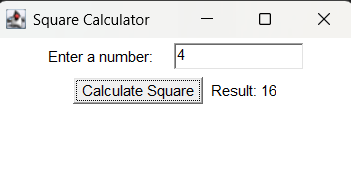 Square Calculator
Enter a number: 4
Calculate Square Result: 16